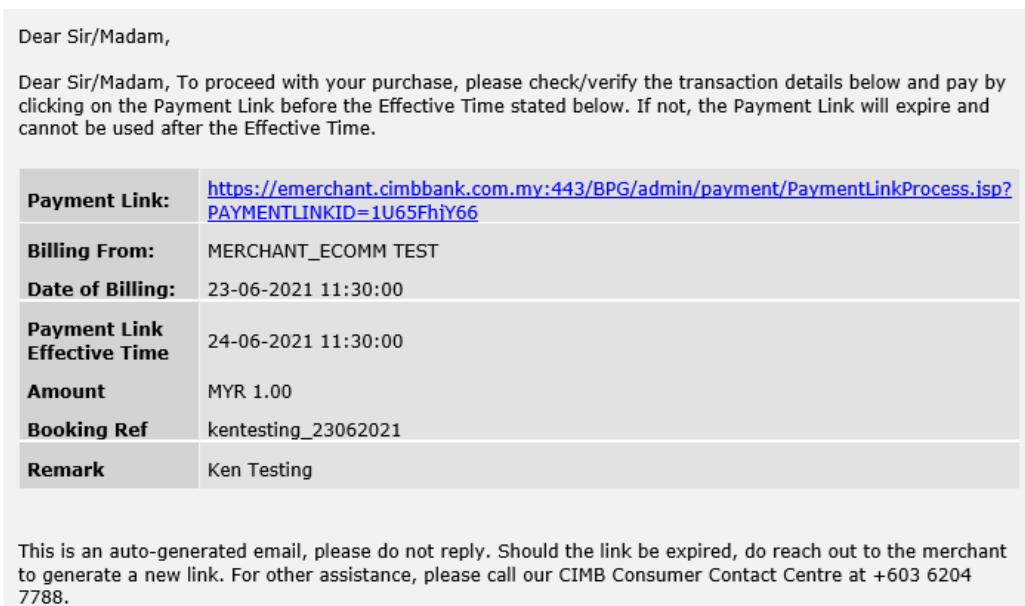 Dear Sir/Madam,
Dear Sir/Madam, To proceed with your purchase, please check/verify the transaction details below and pay by
clicking on the Payment Link before the Effective Time stated below. If not, the Payment Link will expire and
cannot be used after the Effective Time.
Payment Link: https://emerchant.cimbbank.com.my:443/BPG/admin/payment/PaymentLinkProcess.jsp?
PAYMENTLINKID=1U65FhjY66
Billing From: MERCHANT_ECOMM TEST
Date of Billing: 23-06-2021 11:30:00
Payment Link
Effective Time 24-06-2021 11:30:00
Amount MYR 1.00
Booking Ref kentesting_23062021
Remark Ken Testing
This is an auto-generated email, please do not reply. Should the link be expired, do reach out to the merchant
to generate a new link. For other assistance, please call our CIMB Consumer Contact Centre at +603 6204
7788.